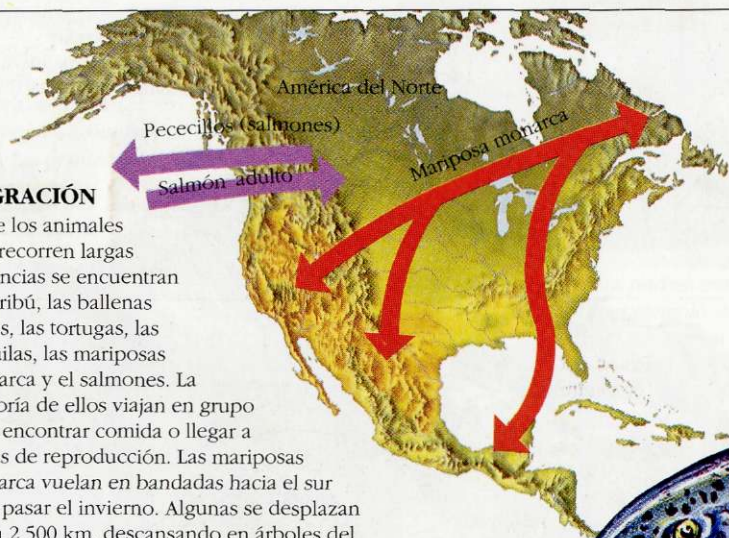 América del Norte
Pececillos (salmones)
Mariposa monarca
Salmón adulto
GRACIÓN
e los animales
recorren largas
ncias se encuentran
ribú, las ballenas
s, las tortugas, las
uilas, las mariposas
arca y el salmones. La
oría de ellos viajan en grupo
encontrar comida o llegar a
s de reproducción. Las mariposas
arca vuelan en bandadas hacia el sur
pasar el invierno. Algunas se desplazan
2.500 km, descansando en árboles del